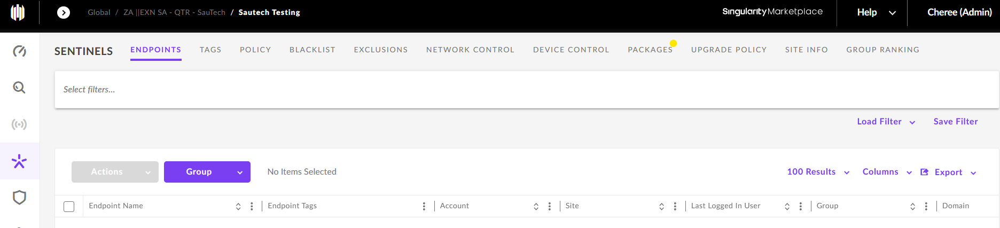 Global / ZA ||EXN SA - QTR - SauTech / Sautech Testing
Singularity Marketplace
Help
Cheree (Admin)
SENTINELS ENDPOINTS TAGS POLICY BLACKLIST EXCLUSIONS NETWORK CONTROL DEVICE CONTROL PACKAGES UPGRADE POLICY SITE INFO GROUP RANKING
Select filters...
Load Filter Save Filter
Actions Group No Items Selected 100 Results Columns Export
Endpoint Name Endpoint Tags Account Site Last Logged In User Group Domain